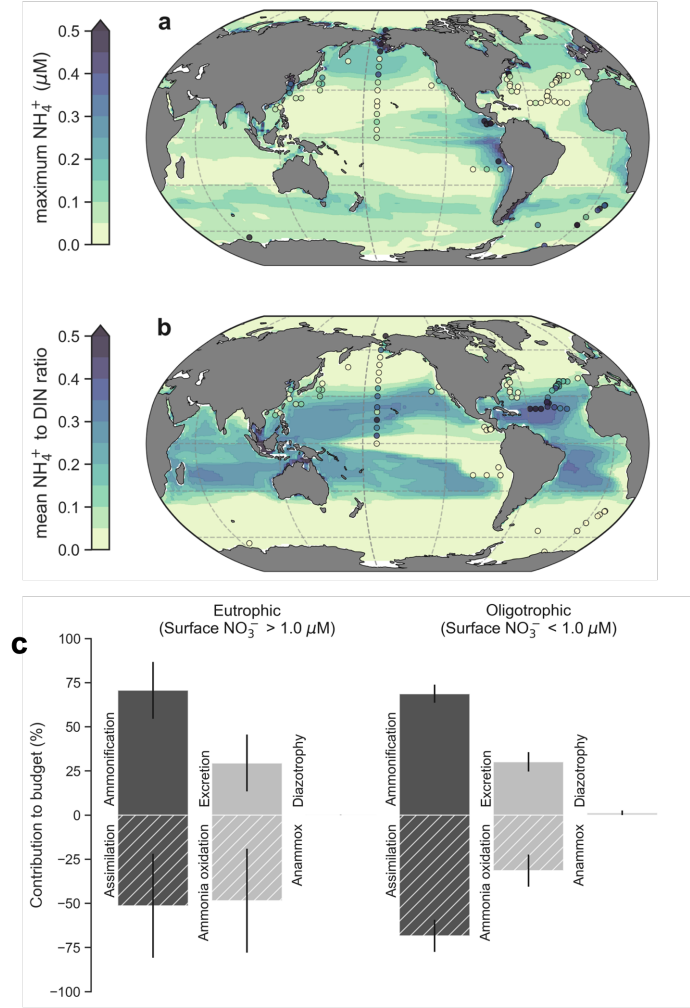 a
maximum NH₄⁺ (μM)
0.5
0.4
0.3
0.2
0.1
0.0
b
mean NH₄⁺ to DIN ratio
0.5
0.4
0.3
0.2
0.1
0.0
c
Eutrophic
(Surface NO₃⁻ > 1.0 μM)
Oligotrophic
(Surface NO₃⁻ < 1.0 μM)
Contribution to budget (%)
100
75
50
25
0
−25
−50
−75
−100
Ammonification
Excretion
Diazotrophy
Assimilation
Ammonia oxidation
Anammox
Ammonification
Excretion
Diazotrophy
Assimilation
Ammonia oxidation
Anammox